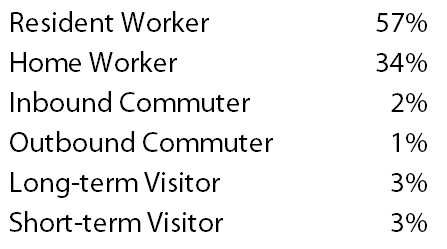 Resident Worker 57%
Home Worker 34%
Inbound Commuter 2%
Outbound Commuter 1%
Long-term Visitor 3%
Short-term Visitor 3%